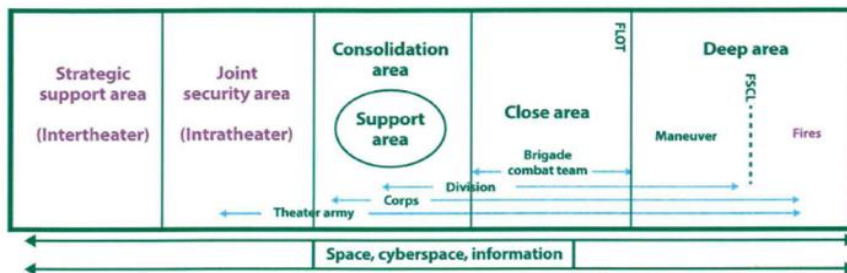 Strategic
support area
(Intertheater)
Joint
security area
(Intratheater)
Consolidation
area
Support
area
Close area
FLOT
Deep area
FSCL
Maneuver
Fires
Brigade
combat team
Division
Corps
Theater army
Space, cyberspace, information